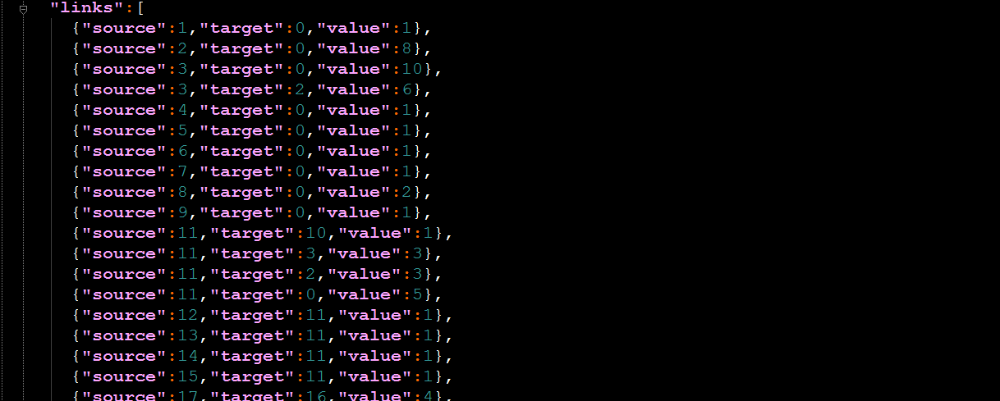 "links":[
{"source":1,"target":0,"value":1},
{"source":2,"target":0,"value":8},
{"source":3,"target":0,"value":10},
{"source":3,"target":2,"value":6},
{"source":4,"target":0,"value":1},
{"source":5,"target":0,"value":1},
{"source":6,"target":0,"value":1},
{"source":7,"target":0,"value":1},
{"source":8,"target":0,"value":2},
{"source":9,"target":0,"value":1},
{"source":11,"target":10,"value":1},
{"source":11,"target":3,"value":3},
{"source":11,"target":2,"value":3},
{"source":11,"target":0,"value":5},
{"source":12,"target":11,"value":1},
{"source":13,"target":11,"value":1},
{"source":14,"target":11,"value":1},
{"source":15,"target":11,"value":1},
{"source":17,"target":16,"value":4},